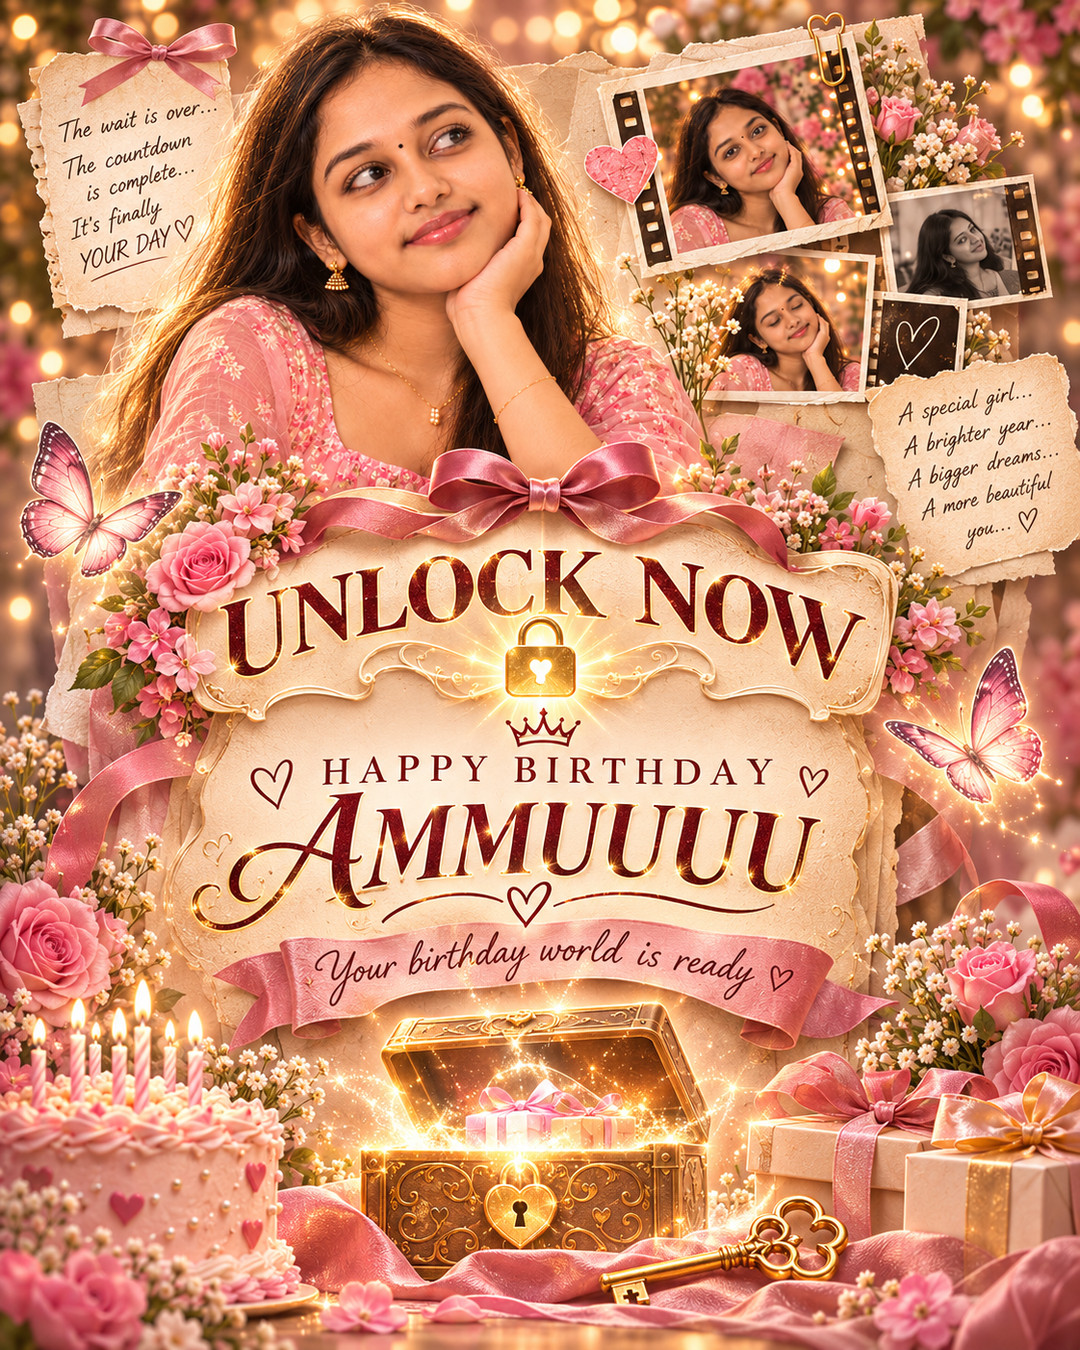 The wait is over...
The countdown
is complete...
It's finally
YOUR DAY♡
A special girl...
A brighter year...
A bigger dreams...
A more beautiful
you... ♡
UNLOCK NOW
HAPPY BIRTHDAY
AMMUUUU
Your birthday world is ready ♡